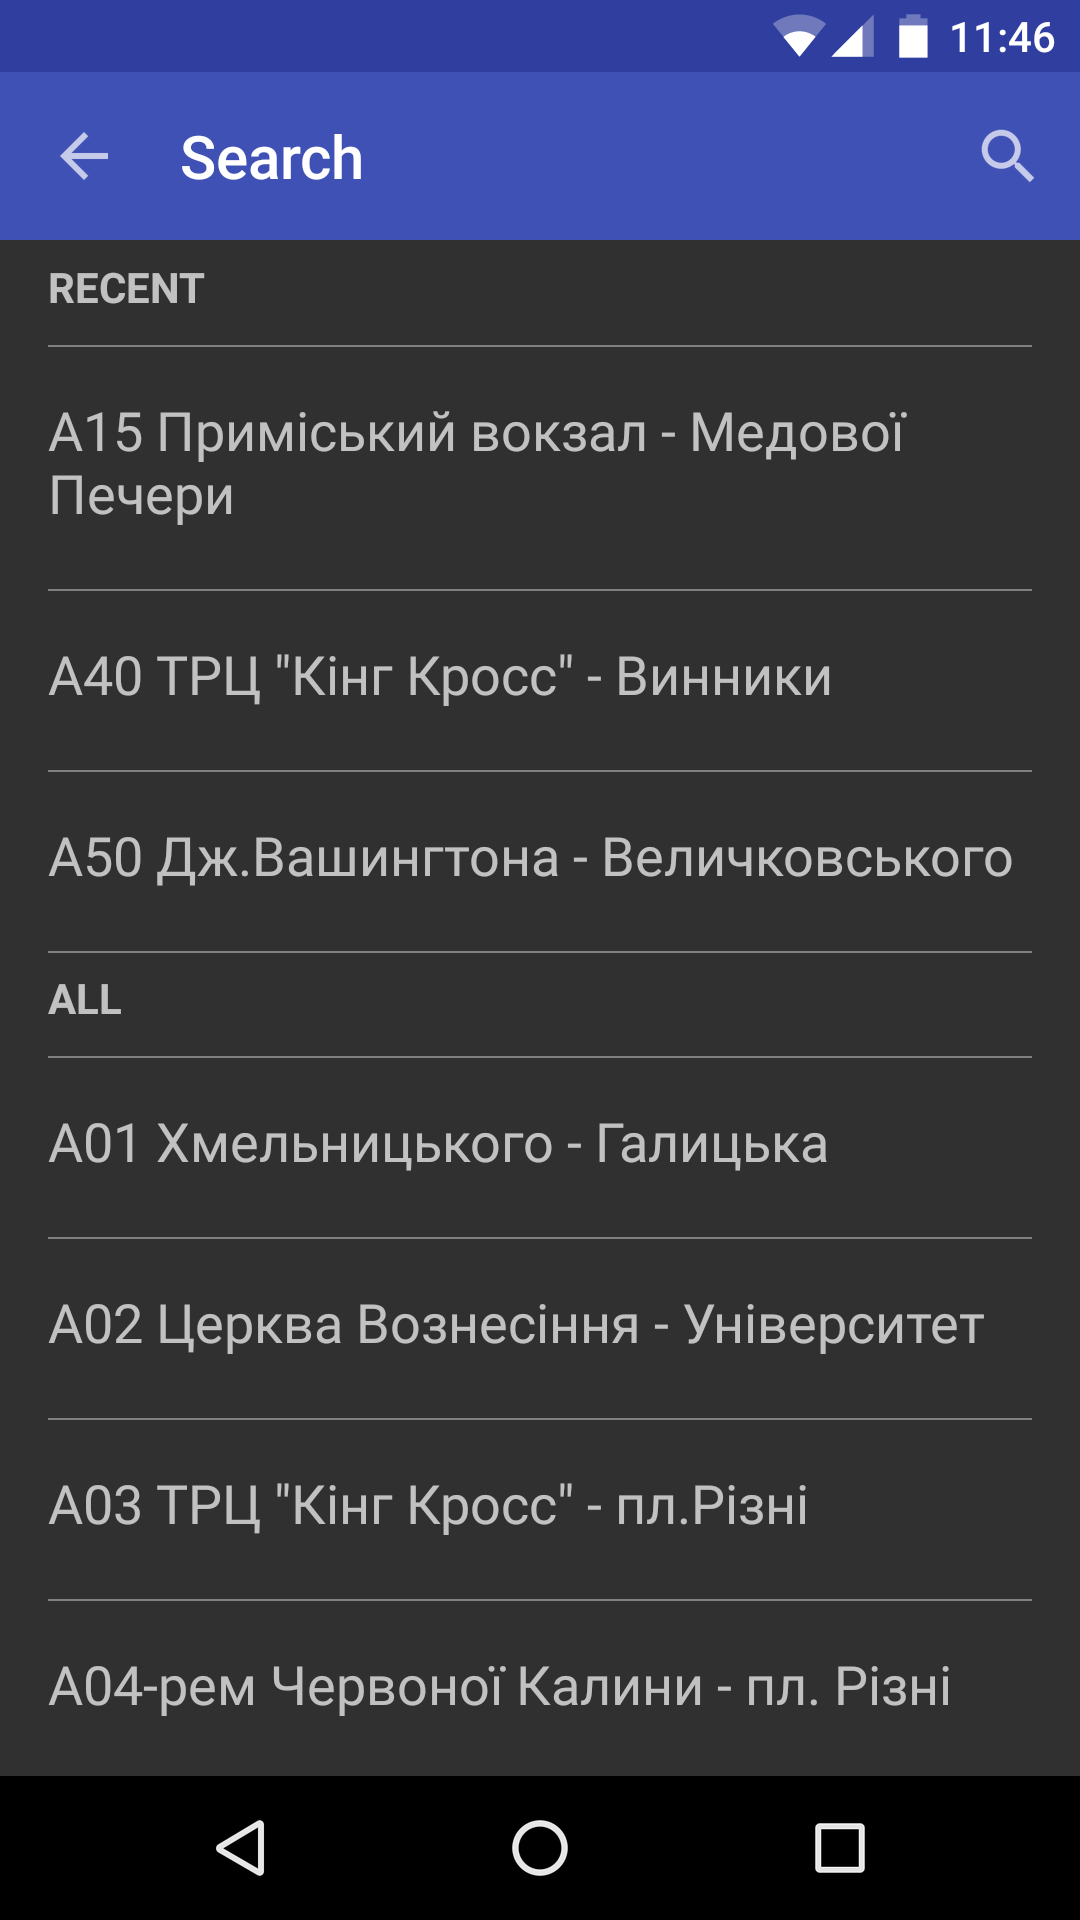 11:46
Search
RECENT
А15 Приміський вокзал - Медової
Печери
А40 ТРЦ "Кінг Кросс" - Винники
А50 Дж.Вашингтона - Величковського
ALL
А01 Хмельницького - Галицька
А02 Церква Вознесіння - Університет
А03 ТРЦ "Кінг Кросс" - пл.Різні
А04-рем Червоної Калини - пл. Різні